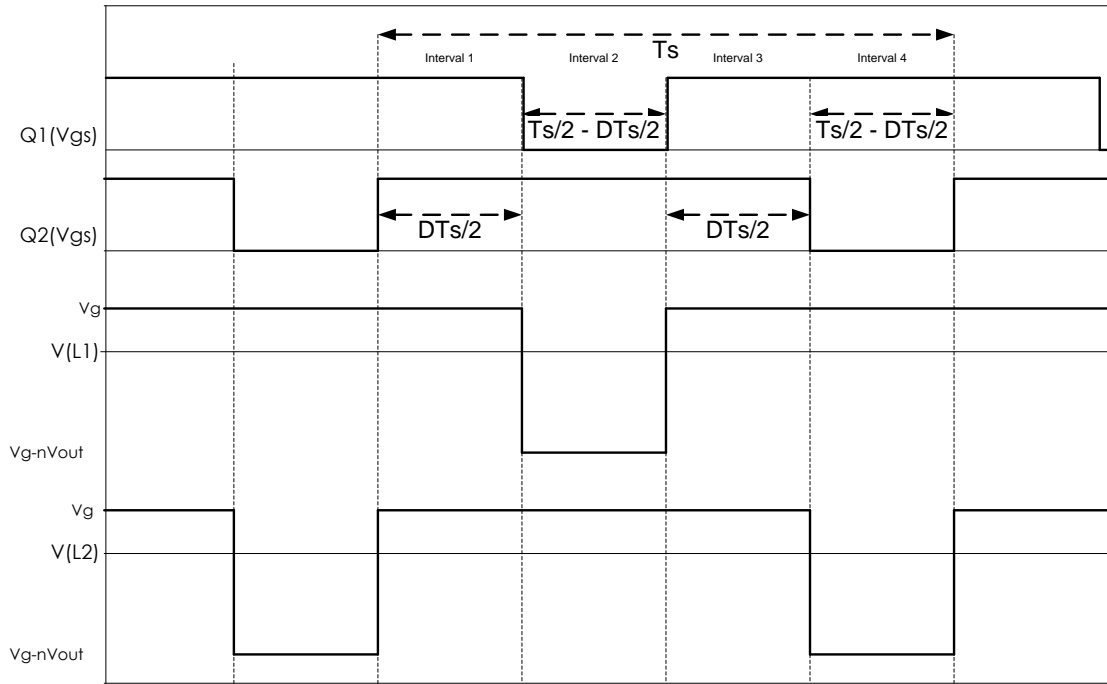 Ts
Interval 1
Interval 2
Interval 3
Interval 4
Q1(Vgs)
Ts/2 - DTs/2
Ts/2 - DTs/2
Q2(Vgs)
DTs/2
DTs/2
Vg
V(L1)
Vg-nVout
Vg
V(L2)
Vg-nVout